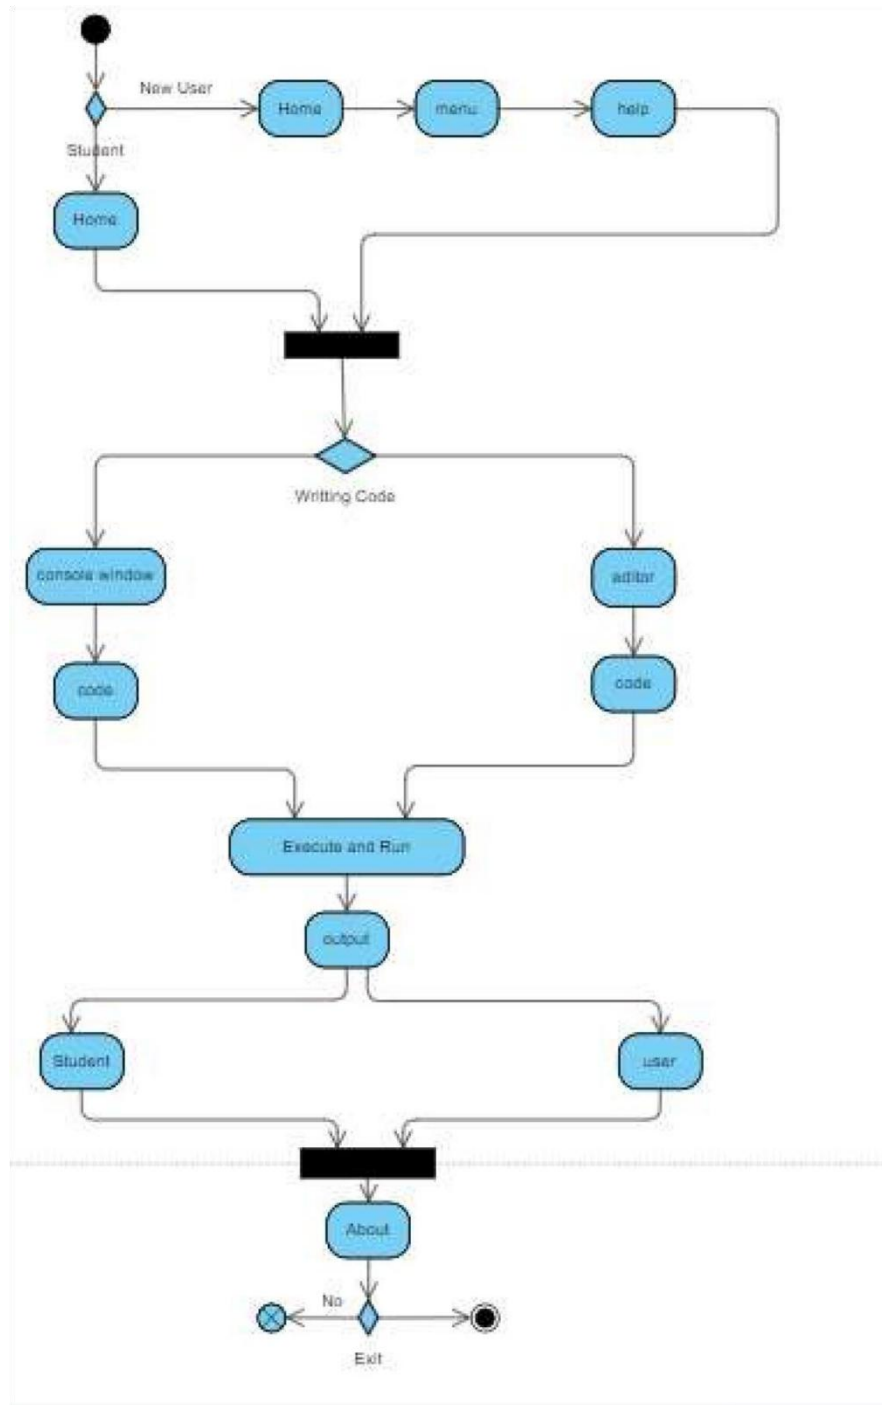 New User
Home
menu
help
Student
Home
Writting Code
console window
aditar
code
code
Execute and Run
output
Student
user
About
No
Exit